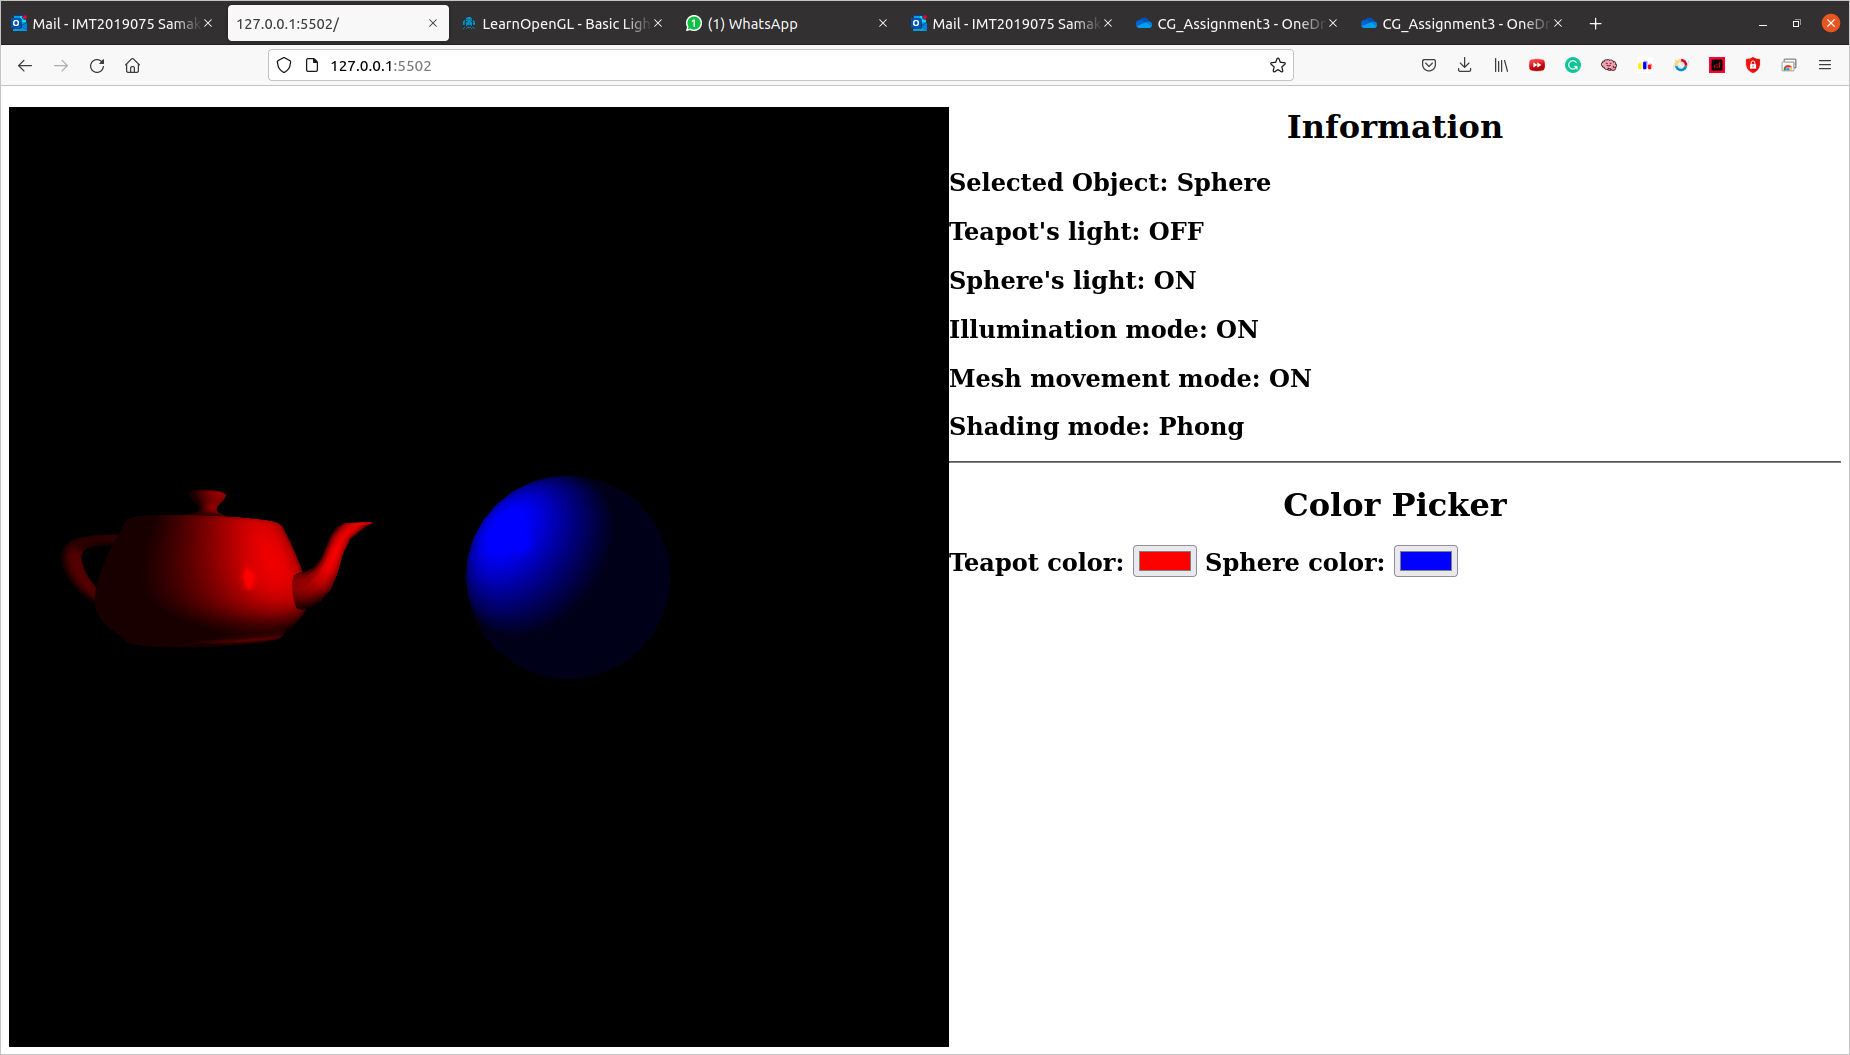 Mail - IMT2019075 Samak
127.0.0.1:5502/
LearnOpenGL - Basic Ligh
(1) WhatsApp
Mail - IMT2019075 Samak
CG_Assignment3 - OneDr
CG_Assignment3 - OneDr
127.0.0.1:5502
Information
Selected Object: Sphere
Teapot's light: OFF
Sphere's light: ON
Illumination mode: ON
Mesh movement mode: ON
Shading mode: Phong
Color Picker
Teapot color: Sphere color: